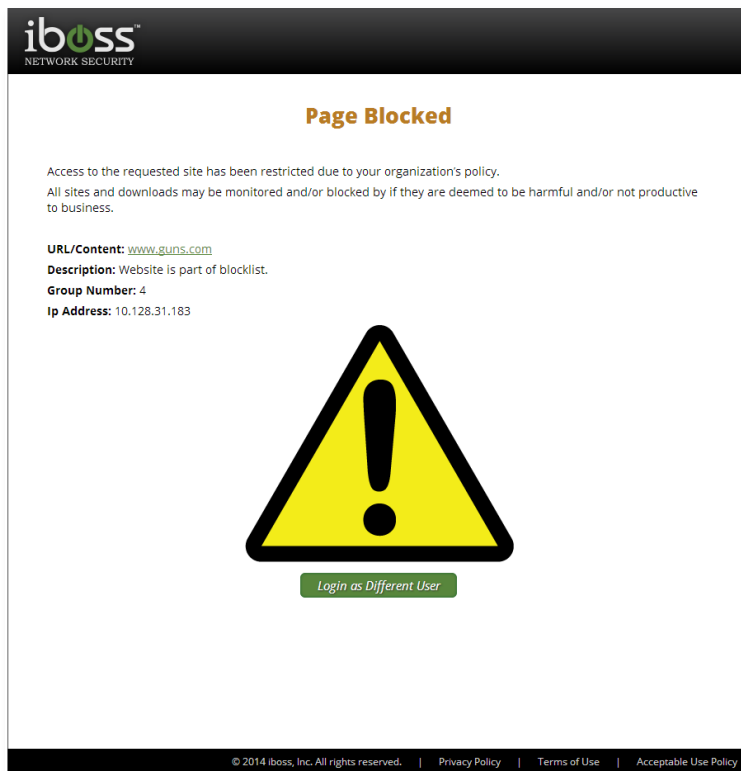 iboss™
NETWORK SECURITY
Page Blocked
Access to the requested site has been restricted due to your organization's policy.
All sites and downloads may be monitored and/or blocked by if they are deemed to be harmful and/or not productive
to business.
URL/Content: www.guns.com
Description: Website is part of blocklist.
Group Number: 4
Ip Address: 10.128.31.183
Login as Different User
© 2014 iboss, Inc. All rights reserved. | Privacy Policy | Terms of Use | Acceptable Use Policy